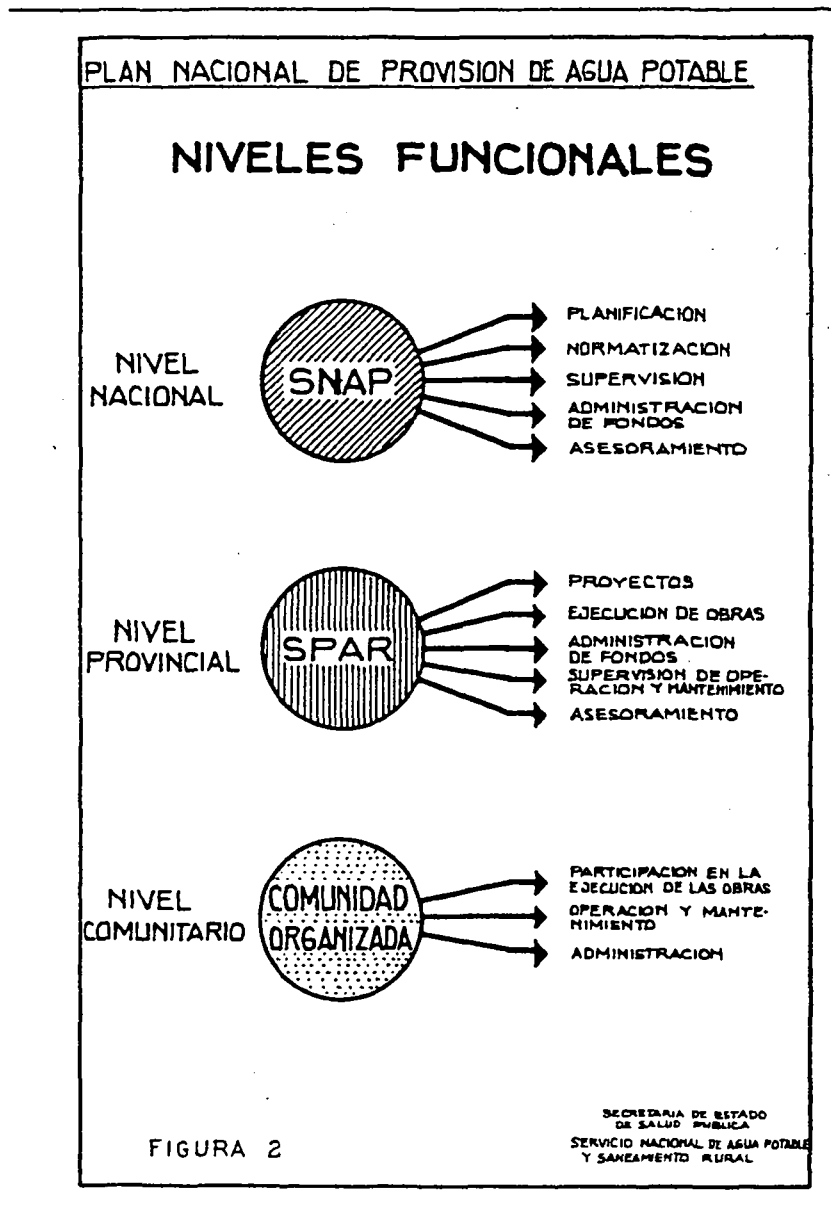 PLAN NACIONAL DE PROVISION DE AGUA POTABLE
NIVELES FUNCIONALES
NIVEL
NACIONAL
SNAP
PLANIFICACION
NORMATIZACION
SUPERVISION
ADMINISTRACION
DE FONDOS
ASESORAMIENTO
NIVEL
PROVINCIAL
SPAR
PROYECTOS
EJECUCION DE OBRAS
ADMINISTRACION
DE FONDOS
SUPERVISION DE OPE-
RACION Y MANTENIMIENTO
ASESORAMIENTO
NIVEL
COMUNITARIO
COMUNIDAD
ORGANIZADA
PARTICIPACION EN LA
EJECUCION DE LAS OBRAS
OPERACION Y MANTE-
NIMIENTO
ADMINISTRACION
FIGURA 2
SECRETARIA DE ESTADO
DE SALUD PUBLICA
SERVICIO NACIONAL DE AGUA POTABLE
Y SANEAMIENTO RURAL